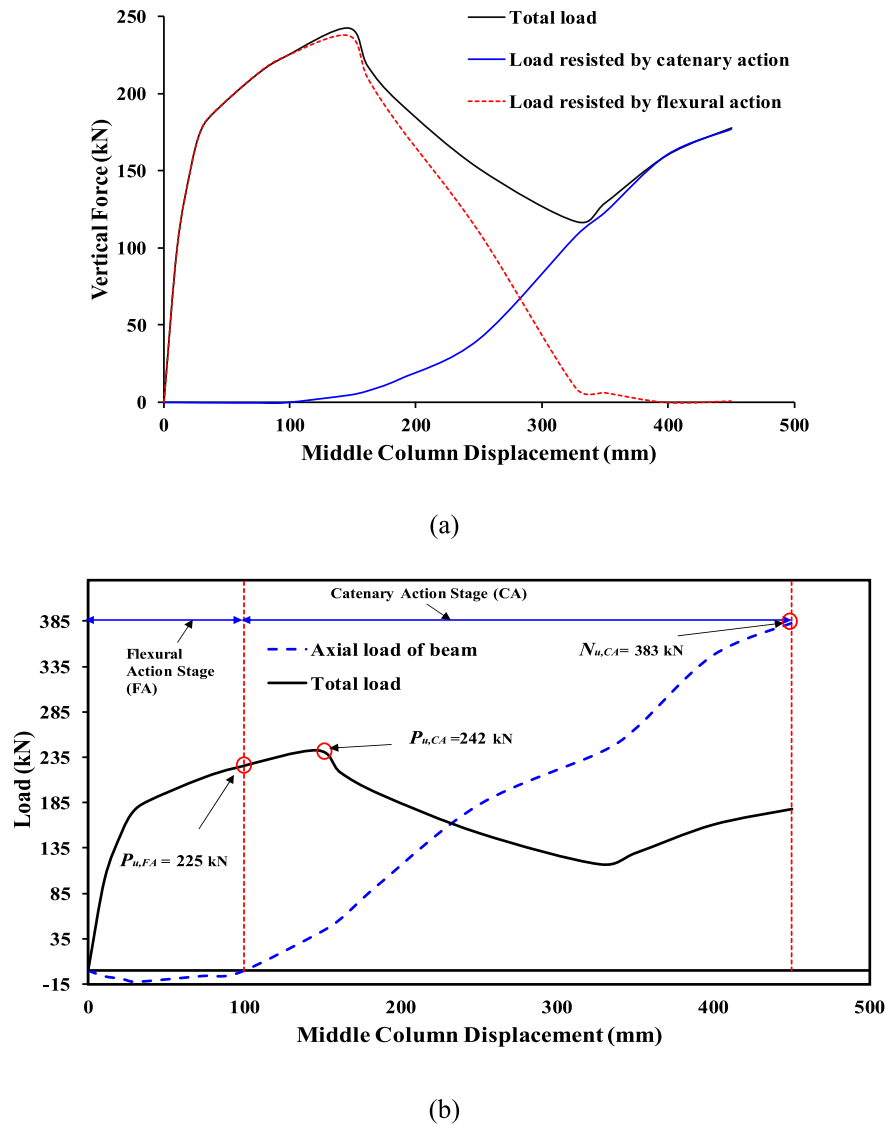 250
200
150
100
50
0
Vertical Force (kN)
Total load
Load resisted by catenary action
Load resisted by flexural action
0 100 200 300 400 500
Middle Column Displacement (mm)
(a)
385
335
285
235
185
135
85
35
-15
Load (kN)
Catenary Action Stage (CA)
Flexural
Action Stage
(FA)
Axial load of beam
Total load
Nu,CA= 383 kN
Pu,CA =242 kN
Pu,FA = 225 kN
0 100 200 300 400 500
Middle Column Displacement (mm)
(b)